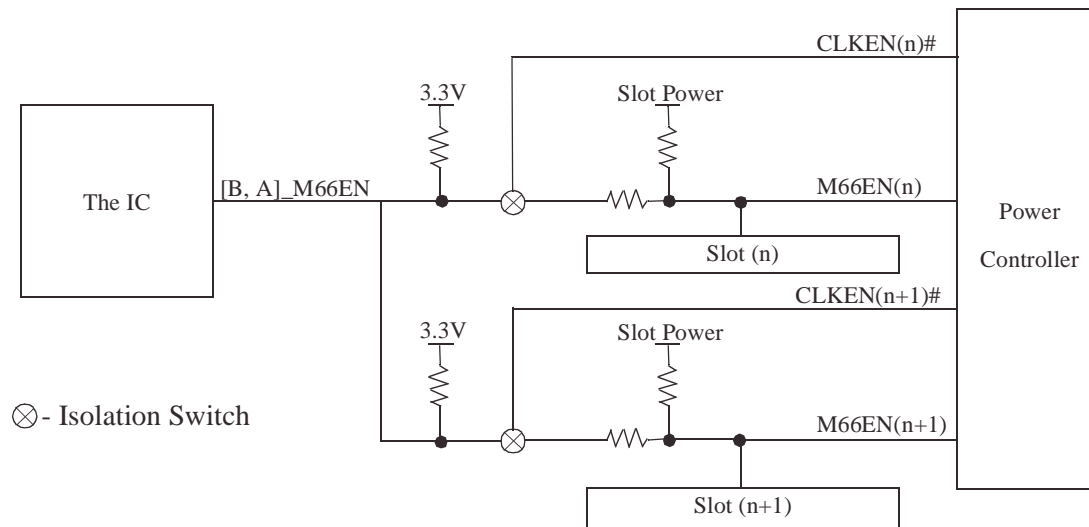 CLKEN(n)#
3.3V
Slot Power
The IC
[B, A]_M66EN
M66EN(n)
Power
Controller
Slot (n)
CLKEN(n+1)#
3.3V
Slot Power
- Isolation Switch
M66EN(n+1)
Slot (n+1)